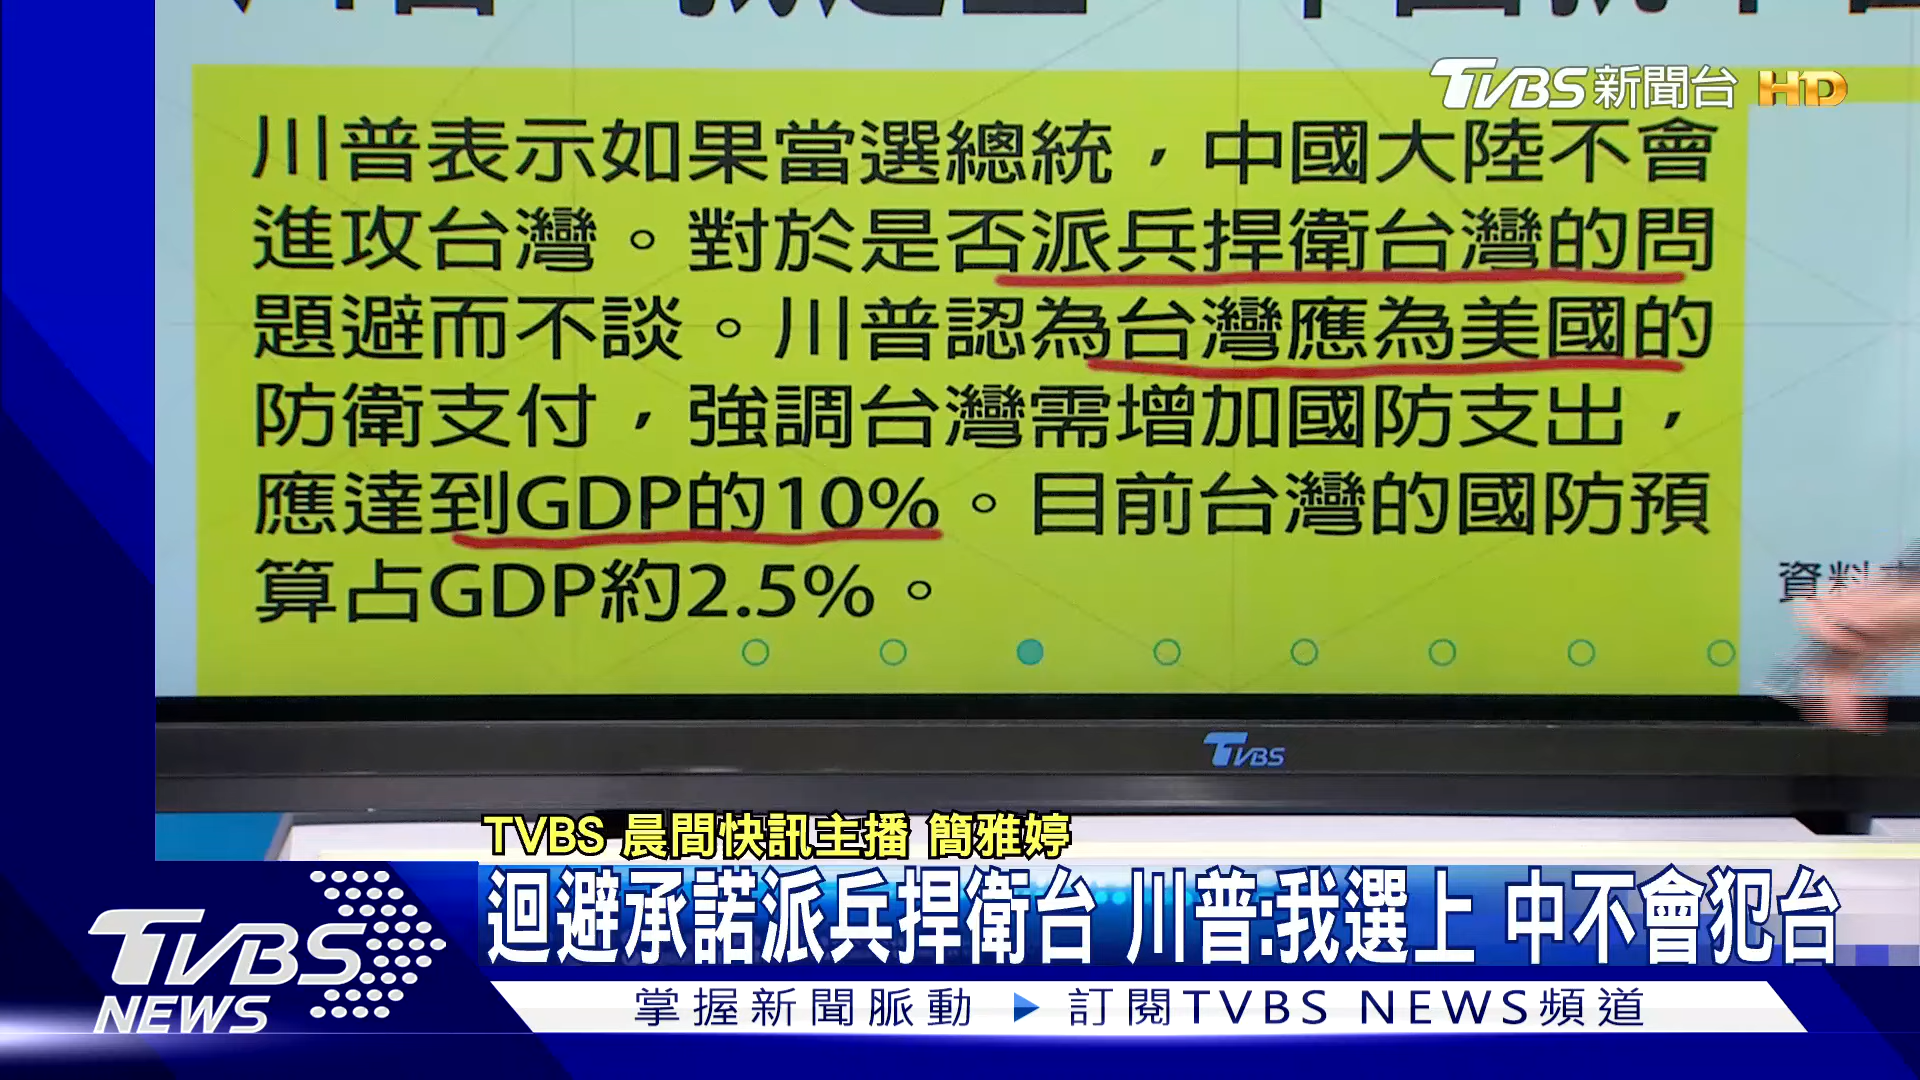 TVBS新聞台 HD
川普表示如果當選總統，中國大陸不會
進攻台灣。對於是否派兵捍衛台灣的問
題避而不談。川普認為台灣應為美國的
防衛支付，強調台灣需增加國防支出，
應達到GDP的10%。目前台灣的國防預
算占GDP約2.5%。
資料
TVBS
TVBS 晨間快訊主播 簡雅婷
迴避承諾派兵捍衛台 川普:我選上 中不會犯台
TVBS NEWS
掌握新聞脈動 ▶ 訂閱TVBS NEWS頻道